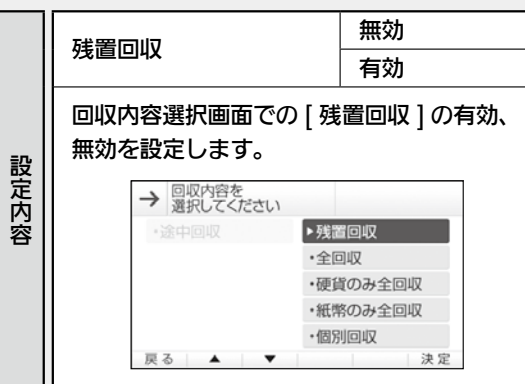 設定内容
残置回収
無効
有効
回収内容選択画面での [ 残置回収 ] の有効、
無効を設定します。
→ 回収内容を
選択してください
・途中回収
▶残置回収
・全回収
・硬貨のみ全回収
・紙幣のみ全回収
・個別回収
戻る ▲ ▼ 決定